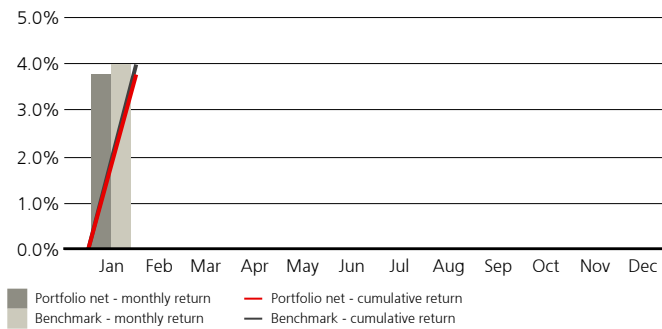 5.0%
4.0%
3.0%
2.0%
1.0%
0.0%
Jan Feb Mar Apr May Jun Jul Aug Sep Oct Nov Dec
Portfolio net - monthly return Portfolio net - cumulative return
Benchmark - monthly return Benchmark - cumulative return